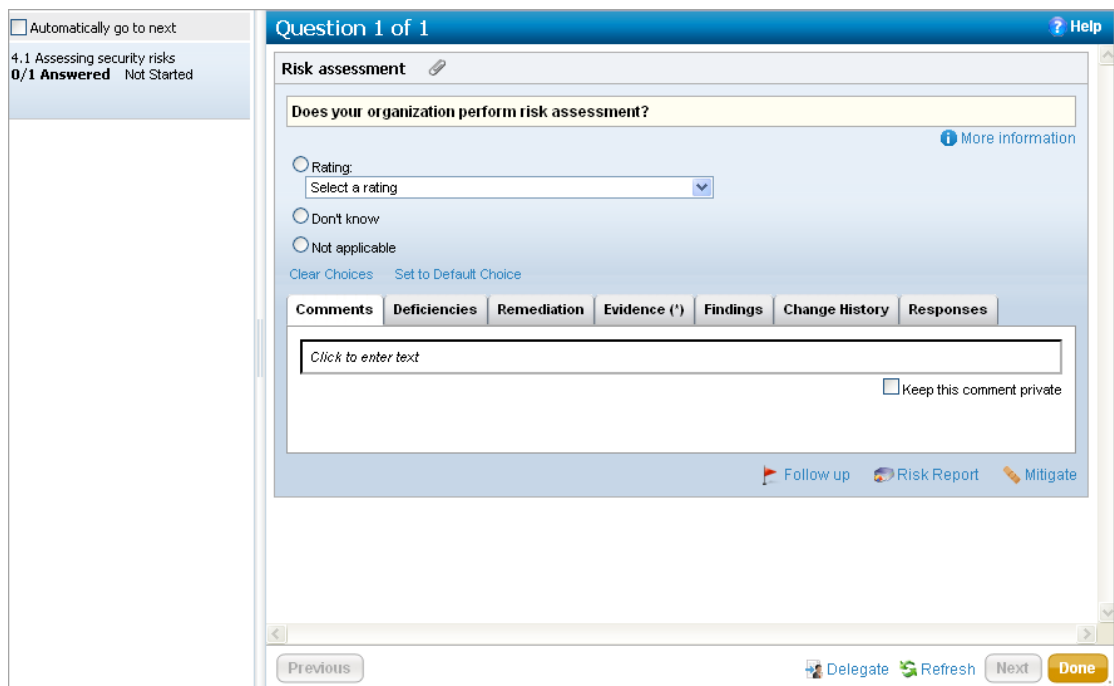 Automatically go to next
4.1 Assessing security risks
0/1 Answered Not Started
Question 1 of 1
? Help
Risk assessment
Does your organization perform risk assessment?
i More information
Rating:
Select a rating
Don't know
Not applicable
Clear Choices Set to Default Choice
Comments Deficiencies Remediation Evidence (*) Findings Change History Responses
Click to enter text
Keep this comment private
Follow up Risk Report Mitigate
Previous Delegate Refresh Next Done